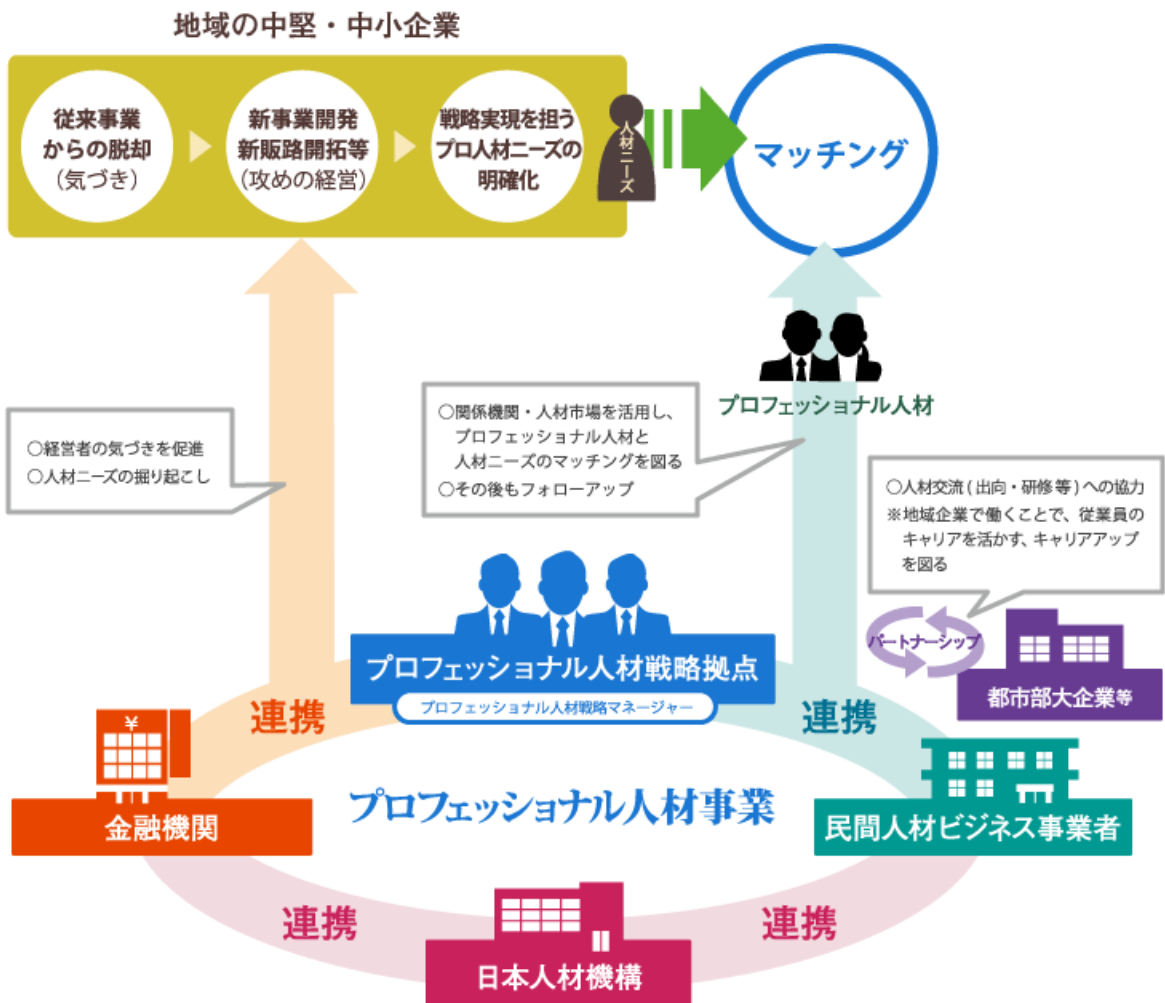 地域の中堅・中小企業
従来事業
からの脱却
（気づき）
新事業開発
新販路開拓等
（攻めの経営）
戦略実現を担う
プロ人材ニーズの
明確化
人材ニーズ
マッチング
プロフェッショナル人材
○経営者の気づきを促進
○人材ニーズの掘り起こし
○関係機関・人材市場を活用し、
プロフェッショナル人材と
人材ニーズのマッチングを図る
○その後もフォローアップ
○人材交流(出向・研修等)への協力
※地域企業で働くことで、従業員の
キャリアを活かす、キャリアアップ
を図る
パートナーシップ
都市部大企業等
プロフェッショナル人材戦略拠点
プロフェッショナル人材戦略マネージャー
連携
連携
¥
金融機関
プロフェッショナル人材事業
民間人材ビジネス事業者
連携
連携
日本人材機構